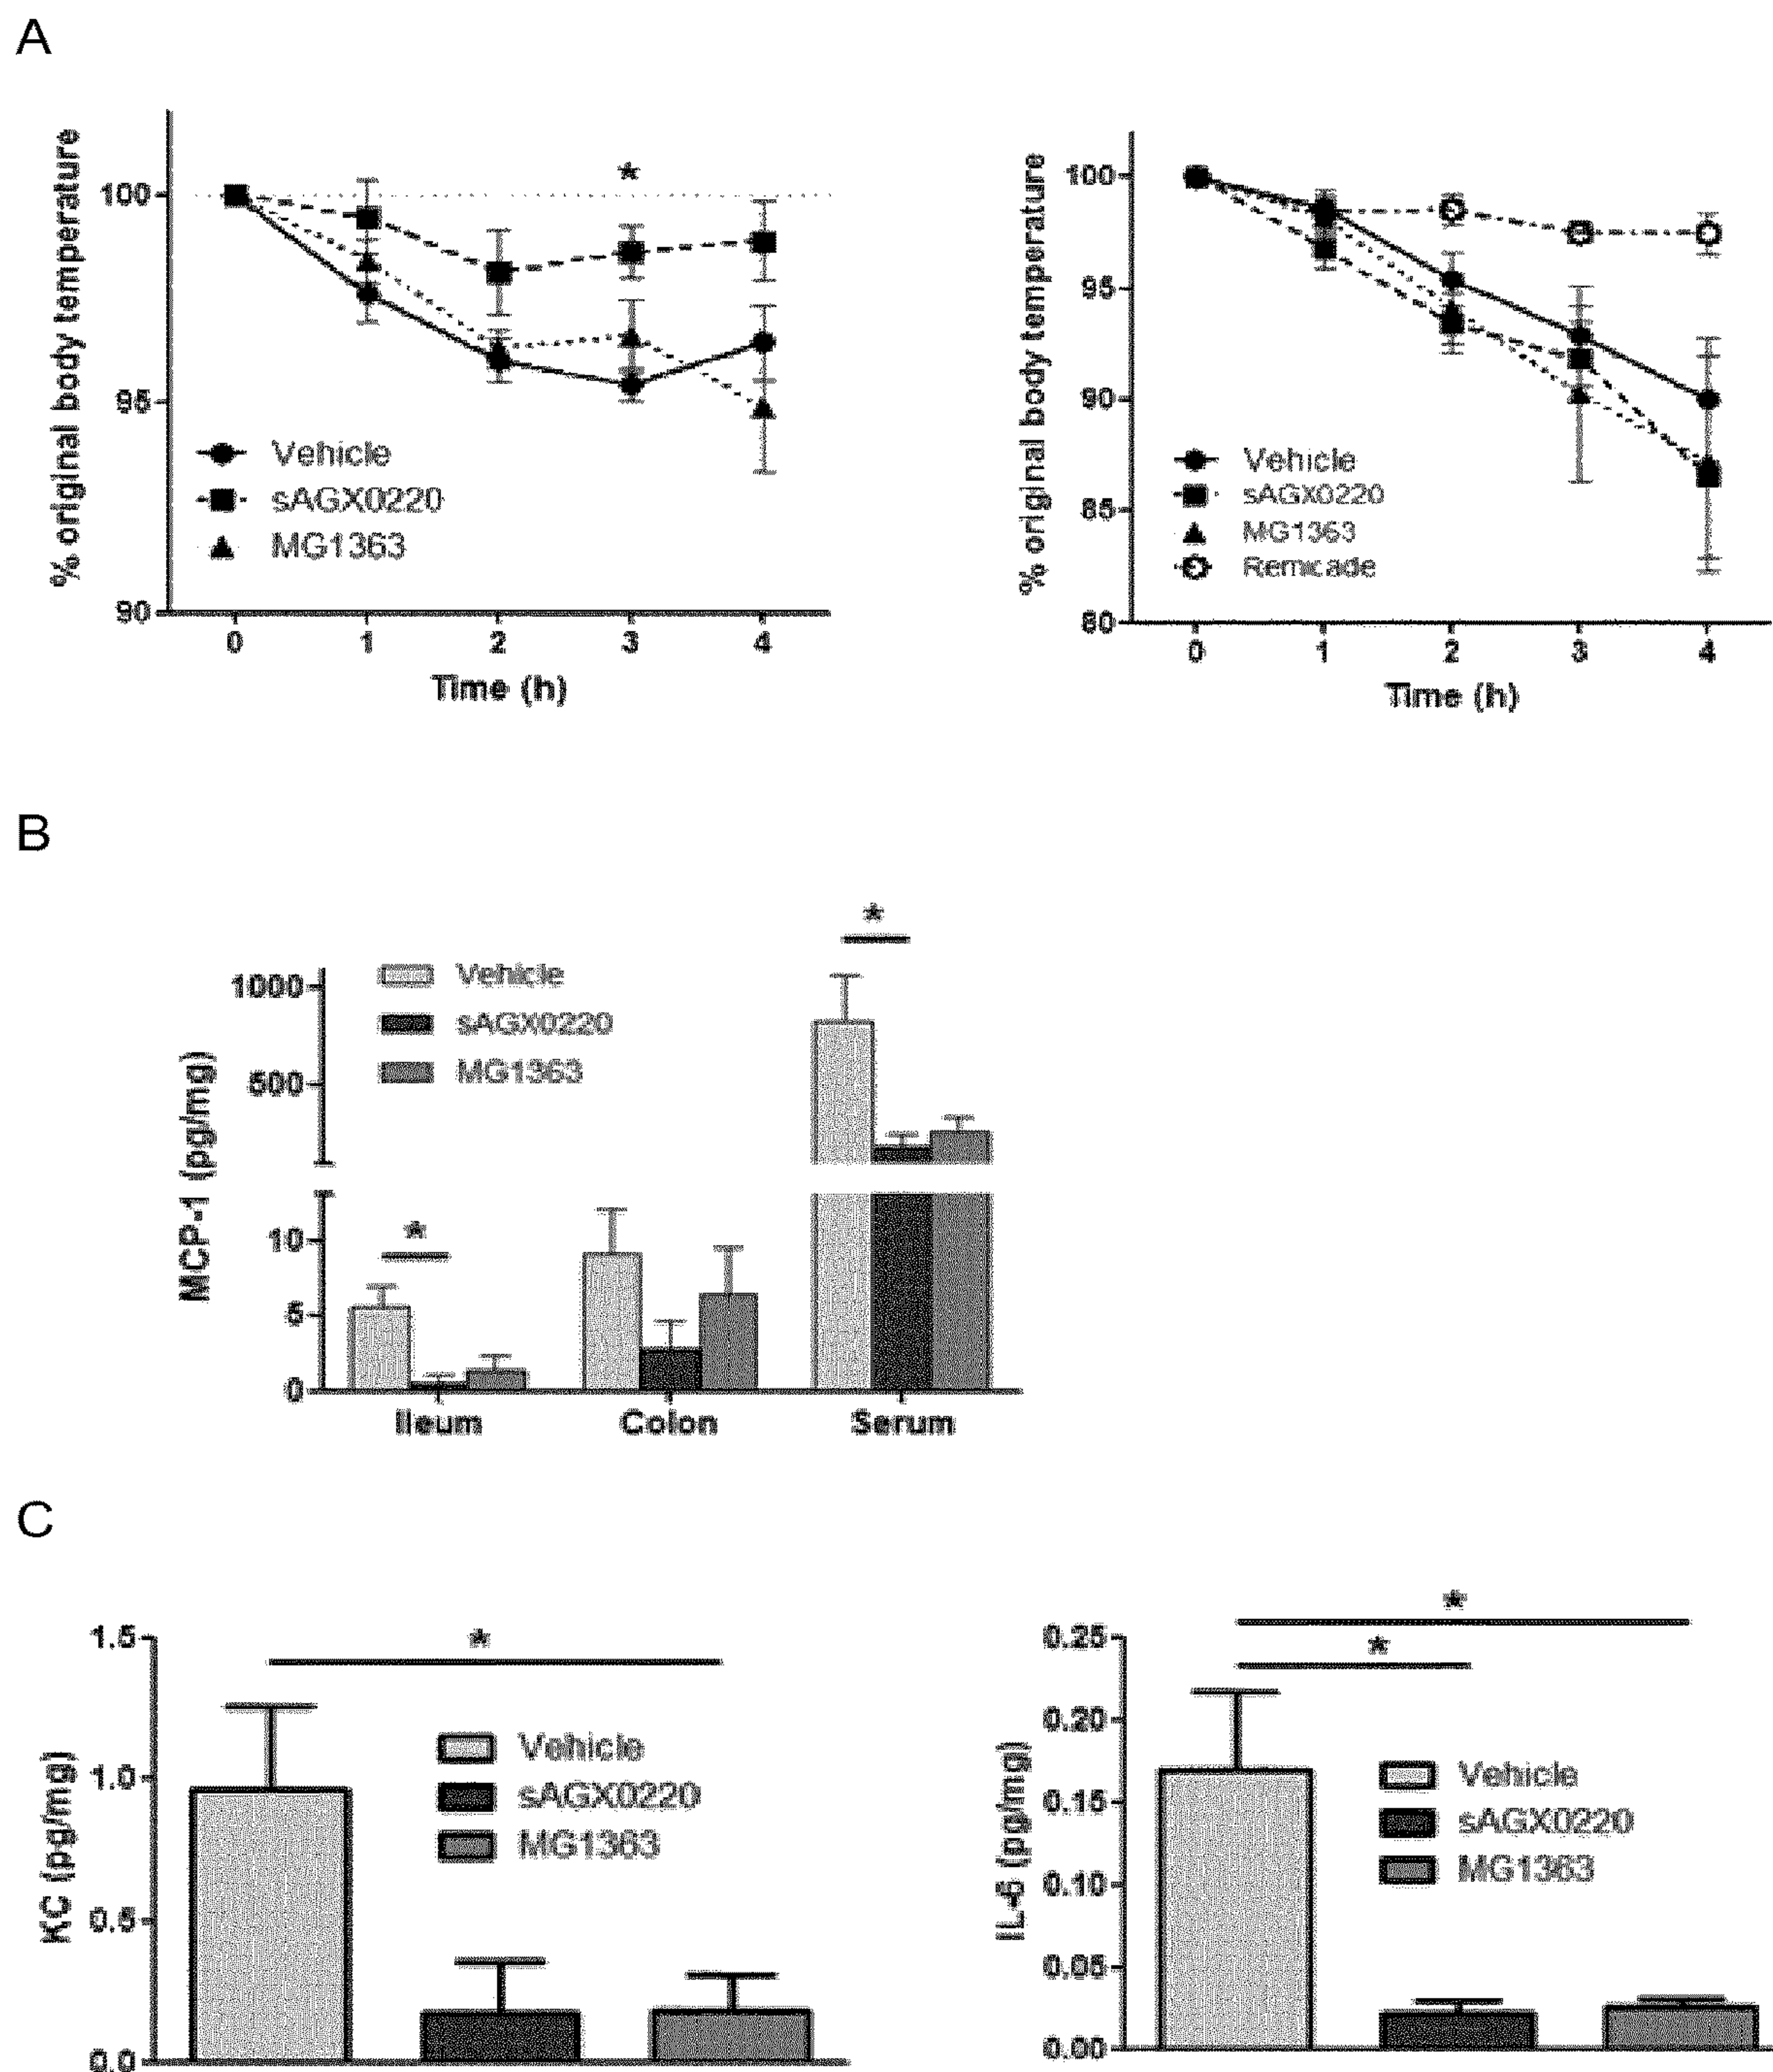 A
% original body temperature
100
95
90
*
Vehicle
sAGX0220
MG1363
0 1 2 3 4
Time (h)
% original body temperature
100
95
90
85
80
Vehicle
sAGX0220
MG1363
Remicade
0 1 2 3 4
Time (h)
B
MCP-1 (pg/mg)
1000
500
10
5
0
Vehicle
sAGX0220
MG1363
*
*
Ileum Colon Serum
C
KC (pg/mg)
1.5
1.0
0.5
0.0
*
Vehicle
sAGX0220
MG1363
IL-6 (pg/mg)
0.25
0.20
0.15
0.10
0.05
0.00
*
*
Vehicle
sAGX0220
MG1363